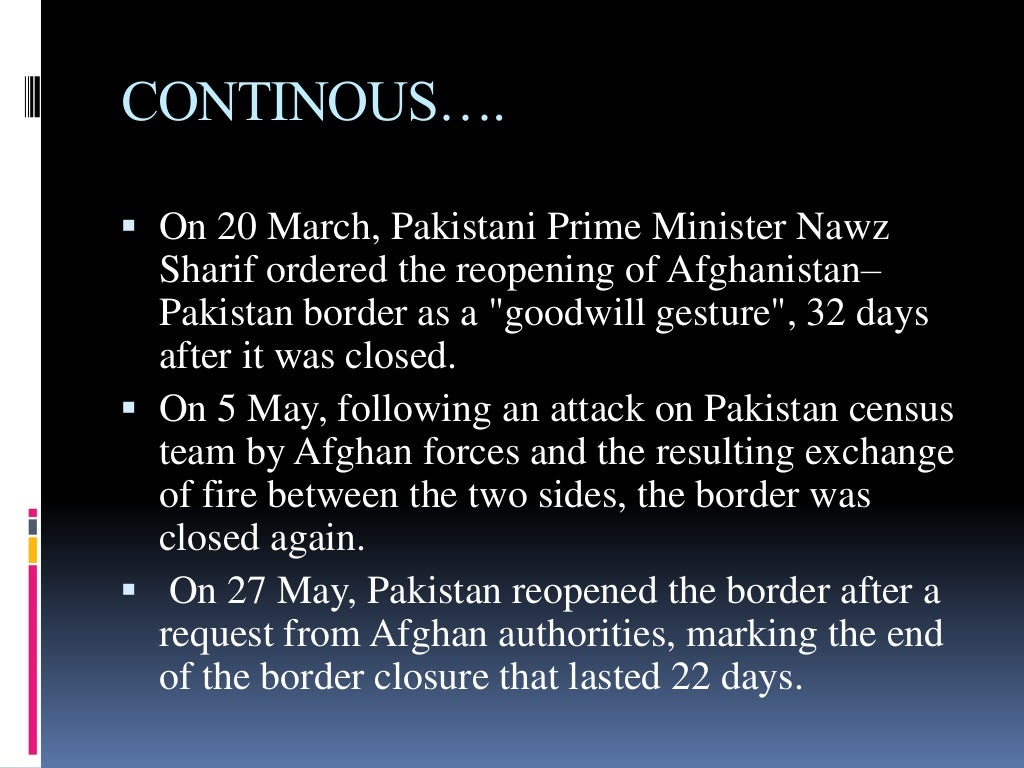 CONTINOUS….
▪ On 20 March, Pakistani Prime Minister Nawz
Sharif ordered the reopening of Afghanistan–
Pakistan border as a "goodwill gesture", 32 days
after it was closed.
▪ On 5 May, following an attack on Pakistan census
team by Afghan forces and the resulting exchange
of fire between the two sides, the border was
closed again.
▪ On 27 May, Pakistan reopened the border after a
request from Afghan authorities, marking the end
of the border closure that lasted 22 days.